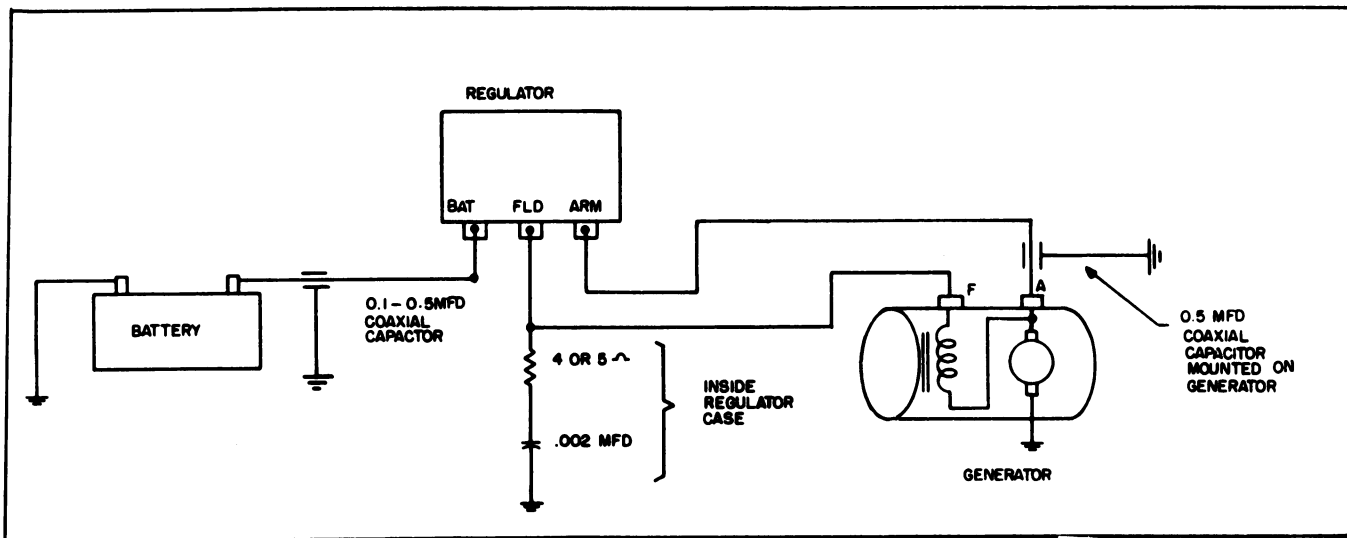 REGULATOR
BAT FLD ARM
BATTERY
0.1-0.5MFD
COAXIAL
CAPACTOR
4 OR 5 Ω
.002 MFD
INSIDE
REGULATOR
CASE
F A
GENERATOR
0.5 MFD
COAXIAL
CAPACITOR
MOUNTED ON
GENERATOR